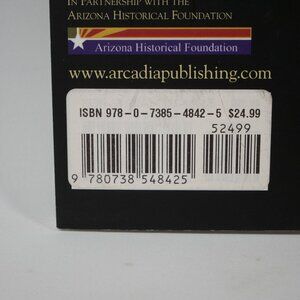 IN PARTNERSHIP WITH THE
ARIZONA HISTORICAL FOUNDATION
Arizona Historical Foundation
www.arcadiapublishing.com
ISBN 978-0-7385-4842-5 $24.99
52499
9 780738 548425